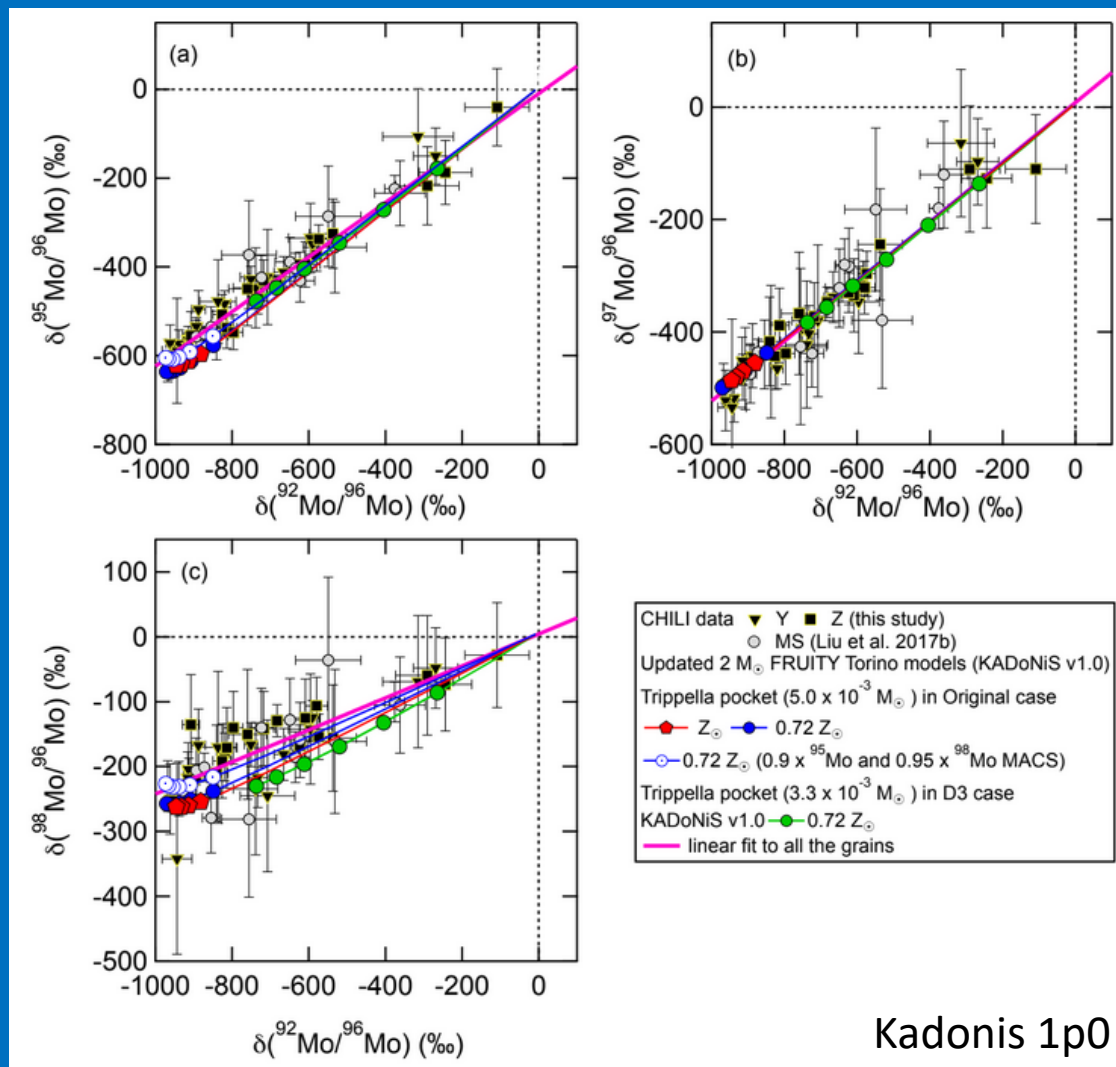 (a)
0
-200
-400
-600
-800
-1000 -800 -600 -400 -200 0
δ(⁹⁵Mo/⁹⁶Mo) (‰)
δ(⁹²Mo/⁹⁶Mo) (‰)
(b)
0
-200
-400
-600
-1000 -800 -600 -400 -200 0
δ(⁹⁷Mo/⁹⁶Mo) (‰)
δ(⁹²Mo/⁹⁶Mo) (‰)
(c)
100
0
-100
-200
-300
-400
-500
-1000 -800 -600 -400 -200 0
δ(⁹⁸Mo/⁹⁶Mo) (‰)
δ(⁹²Mo/⁹⁶Mo) (‰)
CHILI data Y Z (this study)
MS (Liu et al. 2017b)
Updated 2 M☉ FRUITY Torino models (KADoNiS v1.0)
Trippella pocket (5.0 x 10⁻³ M☉) in Original case
Z☉ 0.72 Z☉
0.72 Z☉ (0.9 x ⁹⁵Mo and 0.95 x ⁹⁸Mo MACS)
Trippella pocket (3.3 x 10⁻³ M☉) in D3 case
KADoNiS v1.0 0.72 Z☉
linear fit to all the grains
Kadonis 1p0